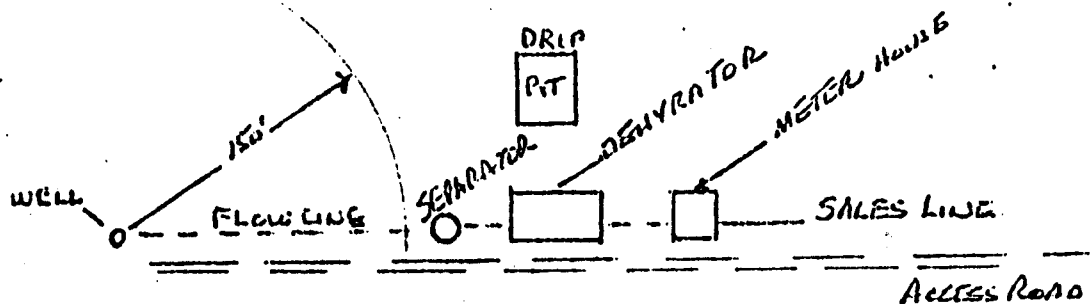 DRIP
PIT
DEHYRATOR
METER HOUSE
150'
SEPARATOR
WELL
FLOW LINE
SALES LINE
ACCESS ROAD